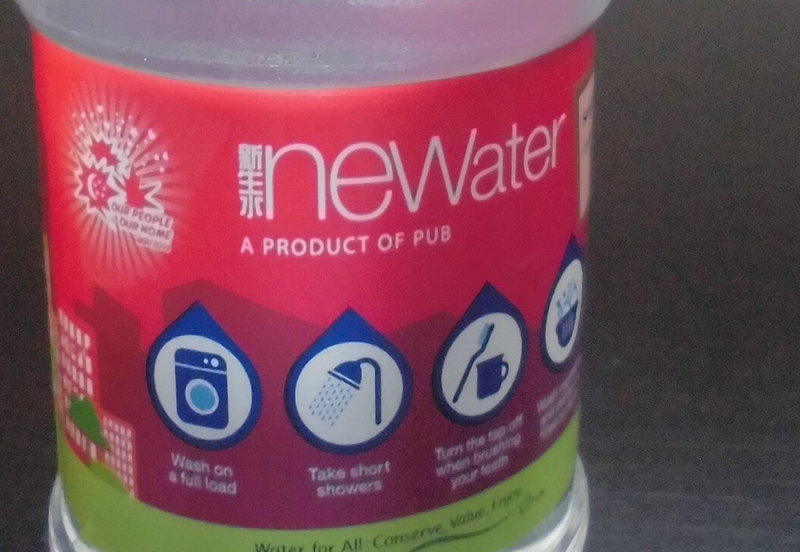 OUR PEOPLE
OUR HOME
新生水
newater
A PRODUCT OF PUB
Wash on
a full load
Take short
showers
Turn the tap off
when brushing
your teeth
Water for All: Conserve, Value, Enjoy